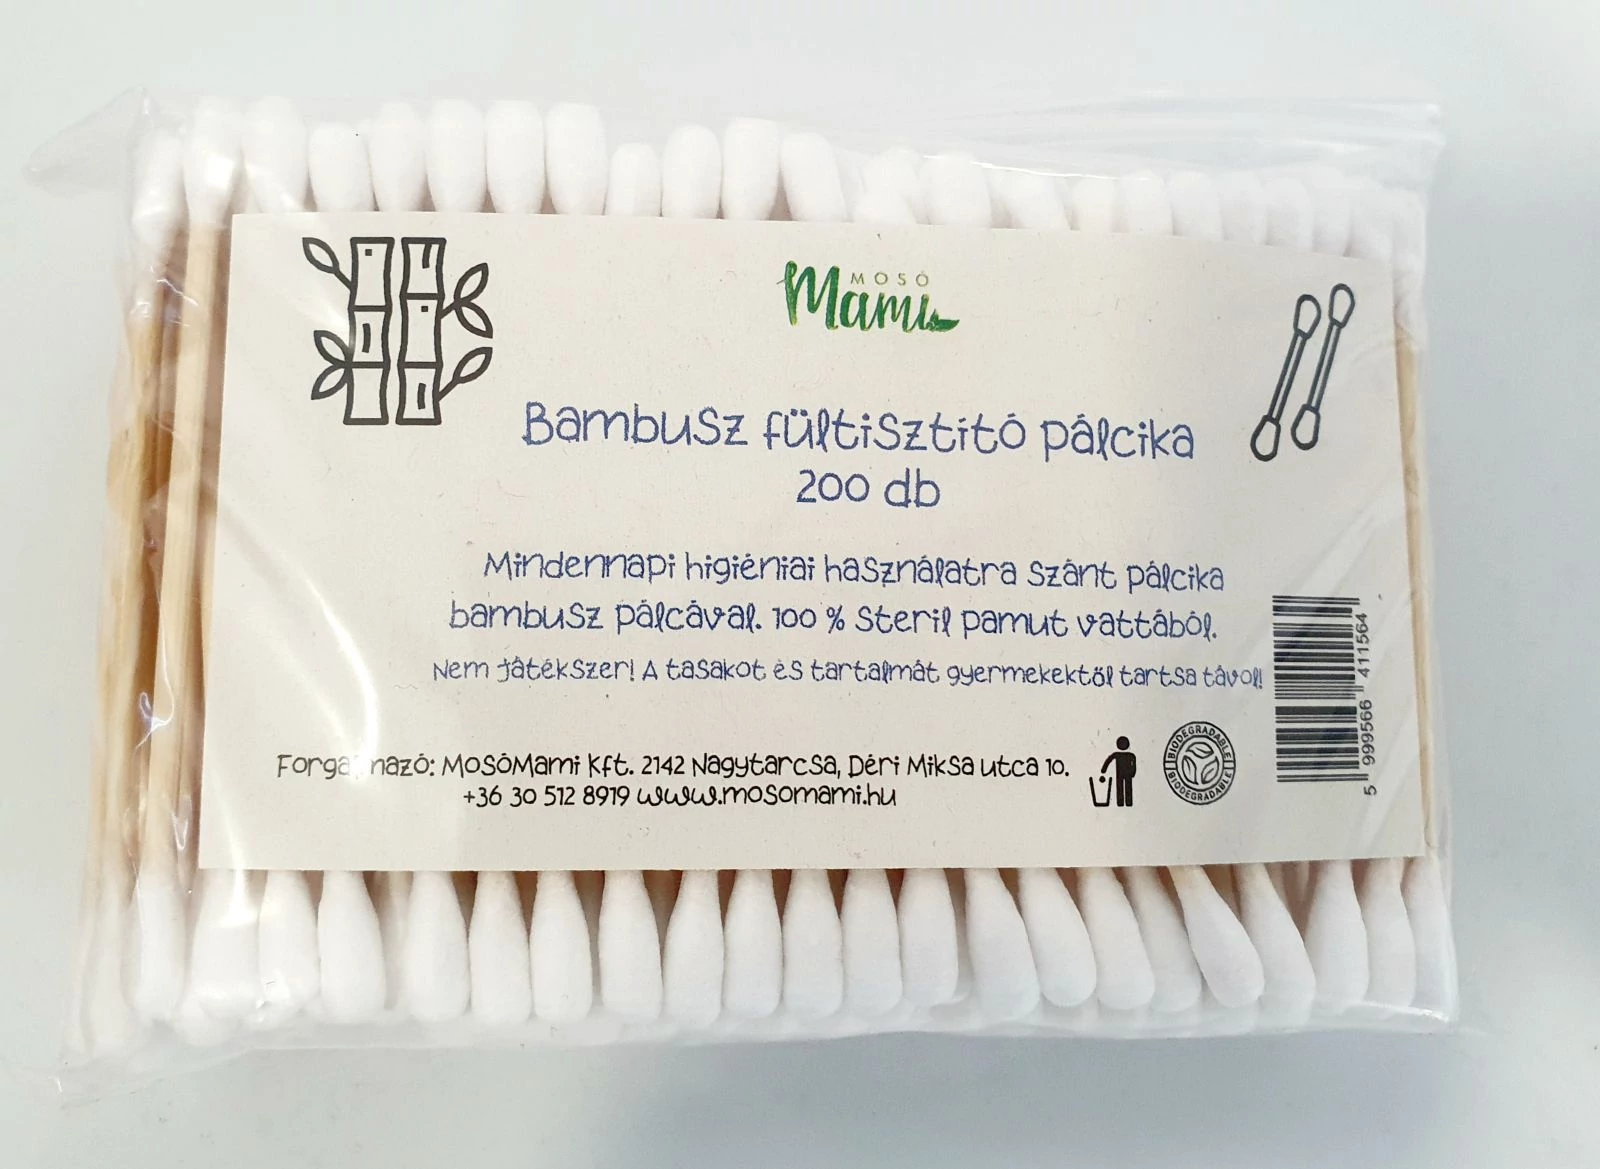 MOSÓ
Mami
Bambusz fültisztító pálcika
200 db
Mindennapi higiéniai használatra szánt pálcika
bambusz pálcával. 100 % Steril pamut vattából.
Nem játékszer! A tasakot és tartalmát gyermekektől tartsa távol!
Forgalmazó: MosóMami Kft. 2142 Nagytarcsa, Déri Miksa utca 10.
+36 30 512 8919 www.mosomami.hu
BIODEGRADABLE
BIODEGRADABLE
5 999566 411564